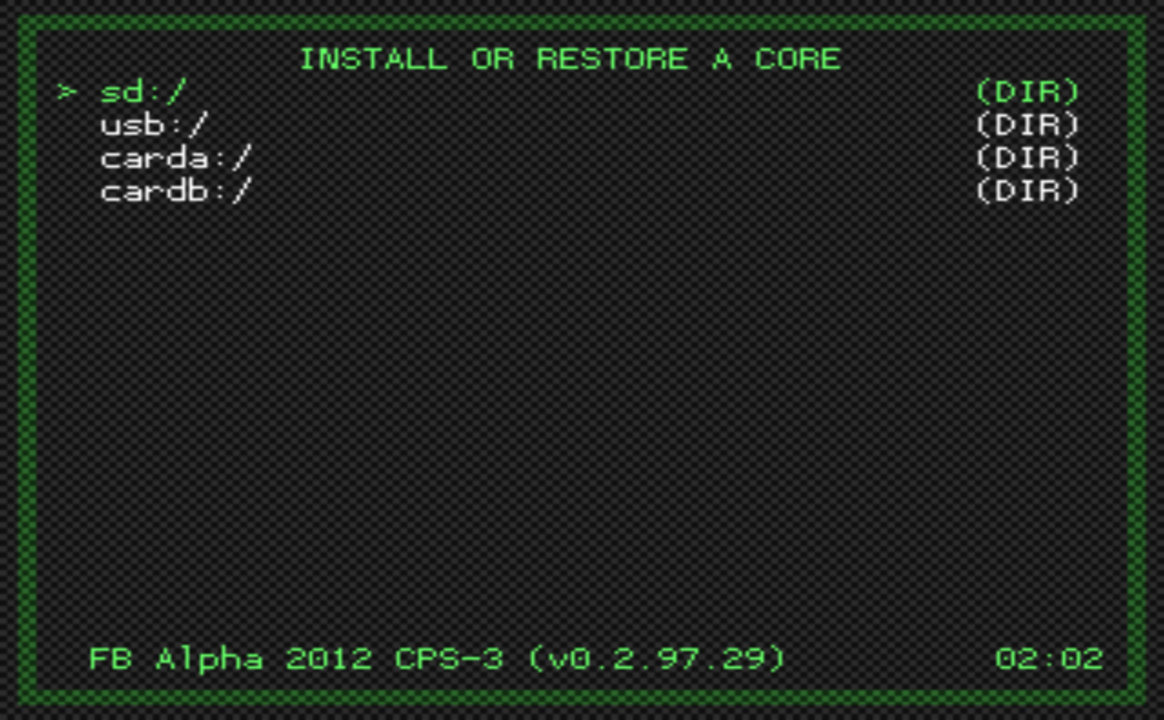 INSTALL OR RESTORE A CORE
> sd:/ (DIR)
usb:/ (DIR)
carda:/ (DIR)
cardb:/ (DIR)
FB Alpha 2012 CPS-3 (v0.2.97.29) 02:02